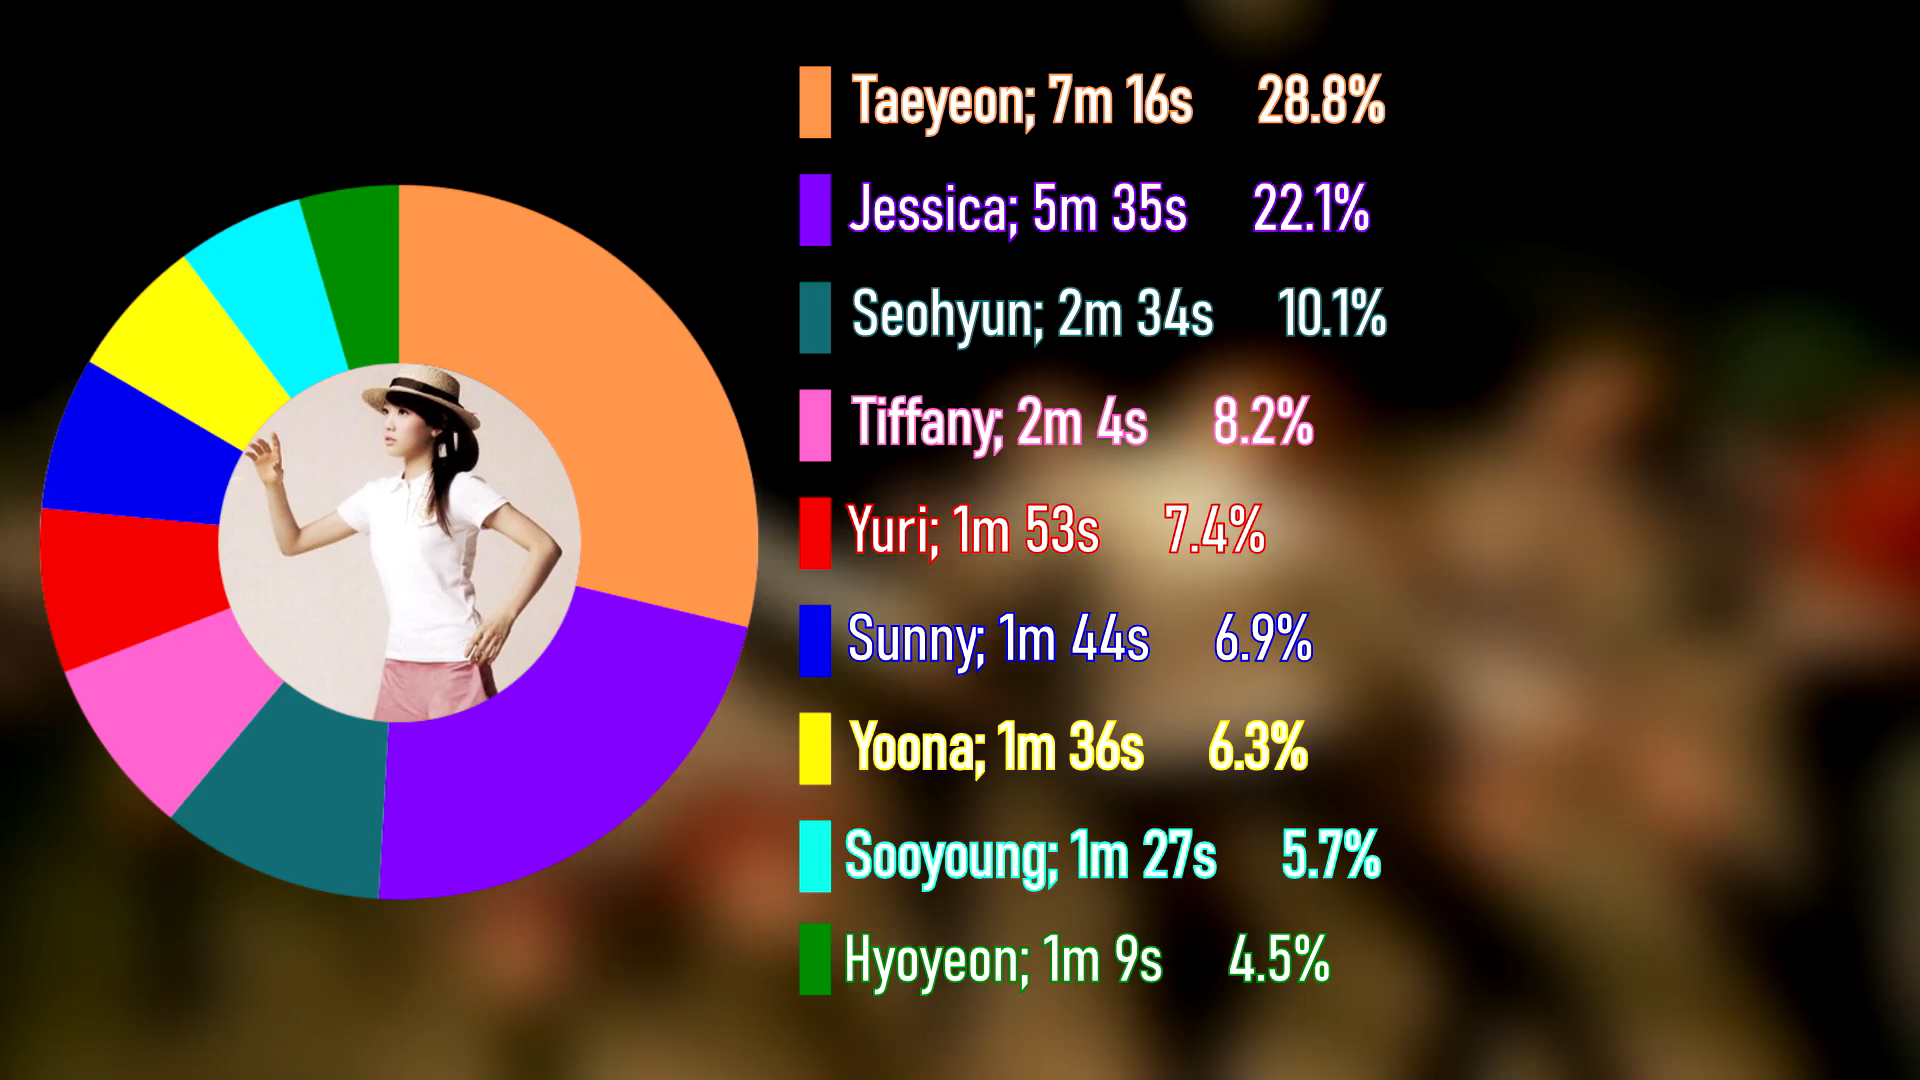 Taeyeon; 7m 16s 28.8%
Jessica; 5m 35s 22.1%
Seohyun; 2m 34s 10.1%
Tiffany; 2m 4s 8.2%
Yuri; 1m 53s 7.4%
Sunny; 1m 44s 6.9%
Yoona; 1m 36s 6.3%
Sooyoung; 1m 27s 5.7%
Hyoyeon; 1m 9s 4.5%